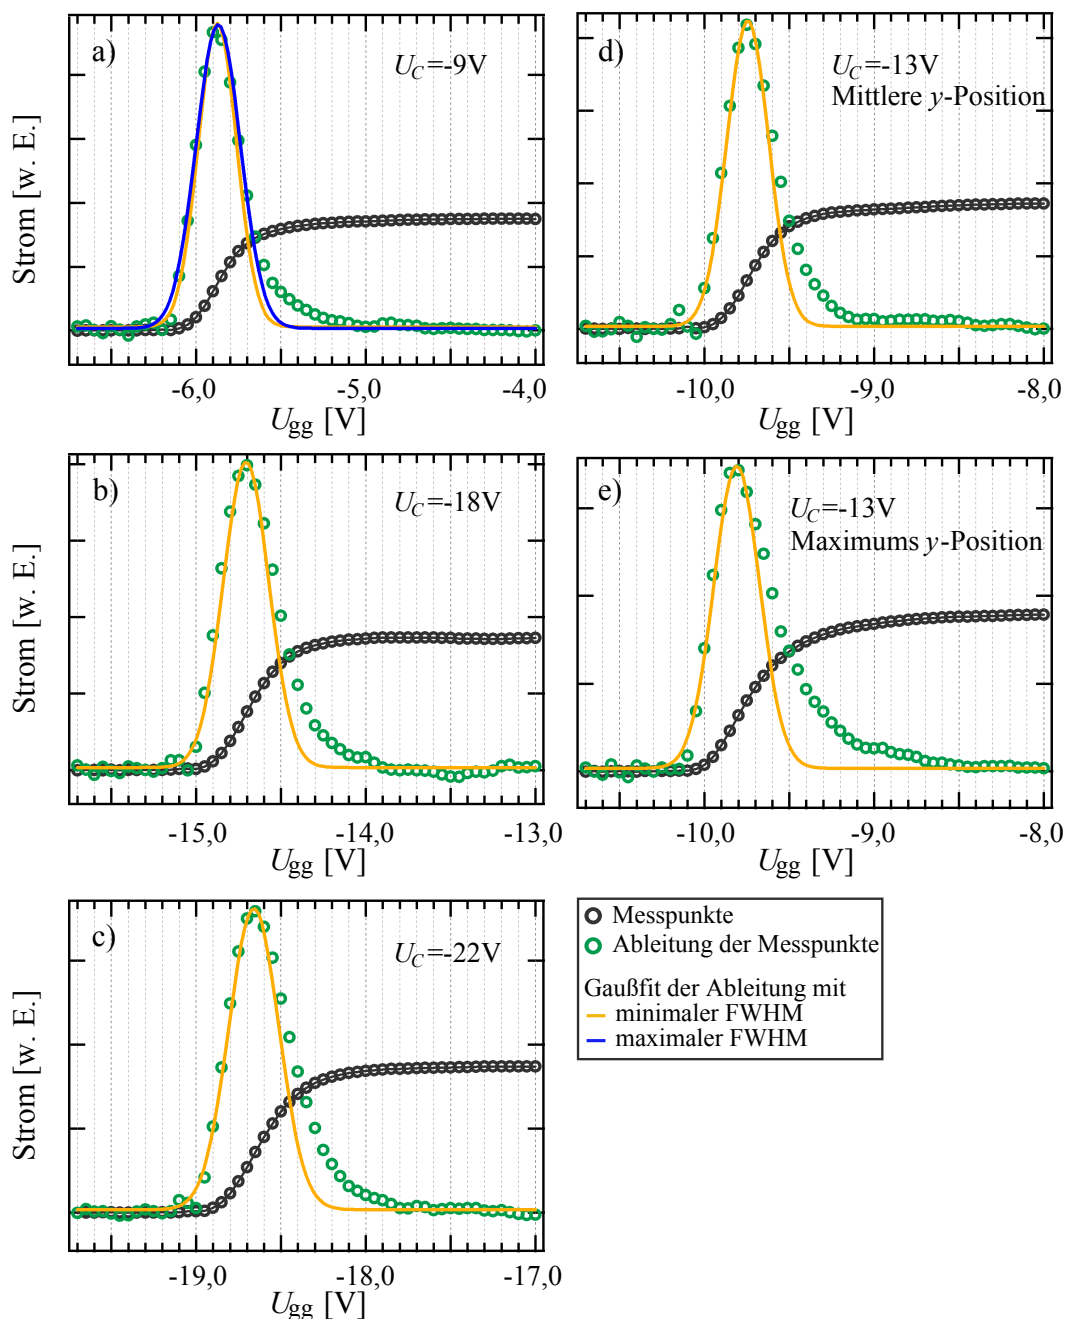 a)
U_C=-9V
Strom [w. E.]
-6,0 -5,0 -4,0
U_gg [V]
d)
U_C=-13V
Mittlere y-Position
-10,0 -9,0 -8,0
U_gg [V]
b)
U_C=-18V
Strom [w. E.]
-15,0 -14,0 -13,0
U_gg [V]
e)
U_C=-13V
Maximums y-Position
-10,0 -9,0 -8,0
U_gg [V]
c)
U_C=-22V
Strom [w. E.]
-19,0 -18,0 -17,0
U_gg [V]
Messpunkte
Ableitung der Messpunkte
Gaußfit der Ableitung mit
minimaler FWHM
maximaler FWHM